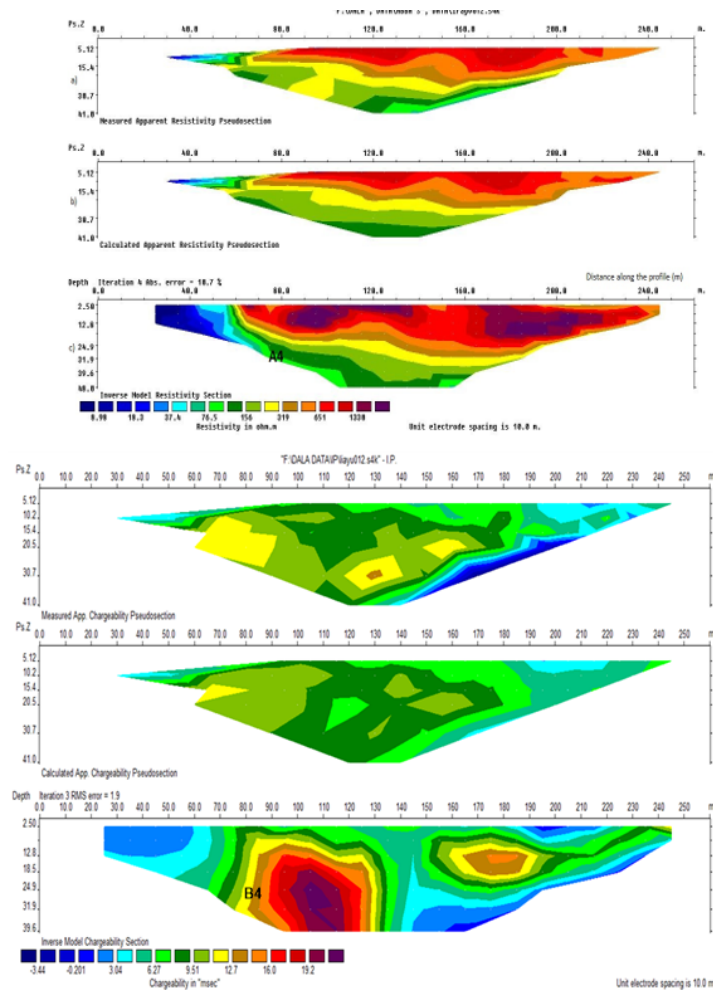 Ps.Z 0.0 40.0 80.0 120.0 160.0 200.0 240.0 m.
5.12
15.4
a)
30.7
41.0
Measured Apparent Resistivity Pseudosection
Ps.Z 0.0 40.0 80.0 120.0 160.0 200.0 240.0 m.
5.12
15.4
b)
30.7
41.0
Calculated Apparent Resistivity Pseudosection
Distance along the profile (m)
Depth Iteration 4 Abs. error = 10.7 %
0.0 40.0 80.0 120.0 160.0 200.0 240.0 m.
2.50
12.8
c) 24.9
31.9 A4
39.6
48.0
Inverse Model Resistivity Section
8.98 18.3 37.4 76.5 156 319 651 1330
Resistivity in ohm.m Unit electrode spacing is 10.0 m.
"F:\DALA DATA\IP\liayu012.s4k" - I.P.
Ps.Z 0.0 10.0 20.0 30.0 40.0 50.0 60.0 70.0 80.0 90.0 100 110 120 130 140 150 160 170 180 190 200 210 220 230 240 250 m
5.12
10.2
15.4
20.5
30.7
41.0
Measured App. Chargeability Pseudosection
Ps.Z 0.0 10.0 20.0 30.0 40.0 50.0 60.0 70.0 80.0 90.0 100 110 120 130 140 150 160 170 180 190 200 210 220 230 240 250 m
5.12
10.2
15.4
20.5
30.7
41.0
Calculated App. Chargeability Pseudosection
Depth Iteration 3 RMS error = 1.9
0.0 10.0 20.0 30.0 40.0 50.0 60.0 70.0 80.0 90.0 100 110 120 130 140 150 160 170 180 190 200 210 220 230 240 250 m
2.50
12.8
18.5
24.9 B4
31.9
39.6
Inverse Model Chargeability Section
-3.44 -0.201 3.04 6.27 9.51 12.7 16.0 19.2
Chargeability in "msec" Unit electrode spacing is 10.0 m